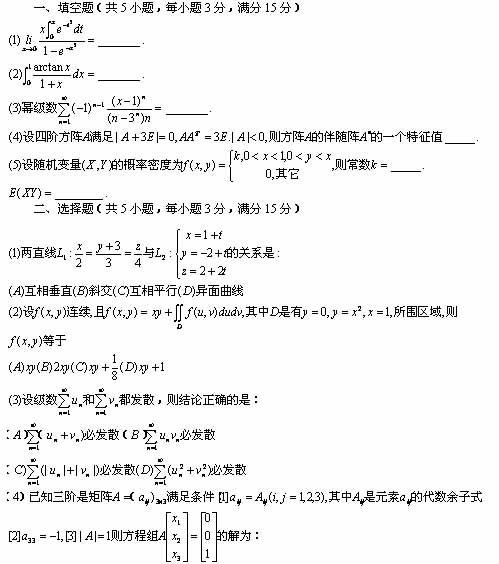 一、填空题(共5小题,每小题3分,满分15分)
(1) $\lim_{x \to 0} \frac{x\int_0^x e^{-t^2}dt}{1-e^{-x^2}} =$ ______.
(2) $\int_0^1 \frac{\arctan x}{1+x}dx =$ ______.
(3)幂级数 $\sum_{n=1}^{\infty}(-1)^{n-1}\frac{(x-1)^n}{(n-3^n)n} =$ ______.
(4)设四阶方阵A满足$|A+3E|=0, AA^T=3E.|A|<0$,则方阵A的伴随阵$A^*$的一个特征值 _____.
(5)设随机变量(X,Y)的概率密度为$f(x,y)=\begin{cases}k,0<x<1,0<y<x\\0,其它\end{cases}$,则常数k = _____.
E(XY) = ______.
二、选择题(共5小题,每小题3分,满分15分)
(1)两直线$L_1:\frac{x}{2}=\frac{y+3}{3}=\frac{z}{4}$与$L_2:\begin{cases}x=1+t\\y=-2+t\\z=2+2t\end{cases}$的关系是:
(A)互相垂直(B)斜交(C)互相平行(D)异面曲线
(2)设f(x,y)连续,且$f(x,y)=xy+\iint_D f(u,v)dudv$,其中D是有$y=0,y=x^2,x=1$,所围区域,则
f(x,y)等于
(A)xy(B)2xy(C)xy+$\frac{1}{8}$(D)xy+1
(3)设级数$\sum_{n=1}^{\infty}u_n$和$\sum_{n=1}^{\infty}v_n$都发散,则结论正确的是:
(A)$\sum_{n=1}^{\infty}(u_n+v_n)$必发散(B)$\sum_{n=1}^{\infty}u_nv_n$必发散
(C)$\sum_{n=1}^{\infty}(|u_n|+|v_n|)$必发散(D)$\sum_{n=1}^{\infty}(u_n^2+v_n^2)$必发散
(4)已知三阶是矩阵$A=(a_{ij})_{3×3}$满足条件[1]$a_{ij}=A_{ij}(i,j=1,2,3)$,其中$A_{ij}$是元素$a_{ij}$的代数余子式
[2]$a_{33}=-1$,[3]$|A|=1$则方程组$A\begin{bmatrix}x_1\\x_2\\x_3\end{bmatrix}=\begin{bmatrix}0\\0\\1\end{bmatrix}$的解为: